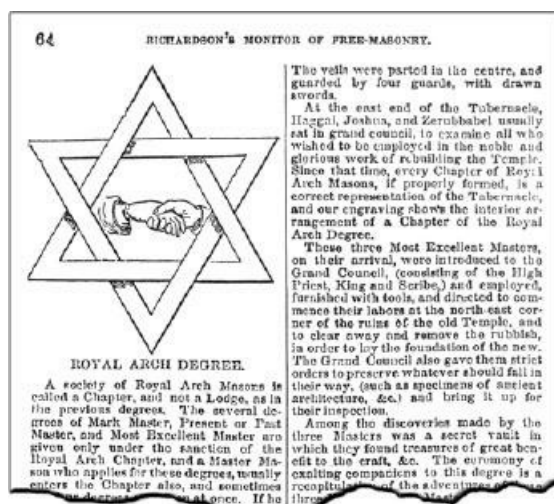 64
RICHARDSON'S MONITOR OF FREE-MASONRY.
ROYAL ARCH DEGREE.
A society of Royal Arch Masons is
called a Chapter, and not a Lodge, as in
the previous degrees. The several de-
grees of Mark Master, Present or Past
Master, and Most Excellent Master are
given only under the sanction of the
Royal Arch Chapter, and a Master Ma-
son who applies for these degrees, usually
enters the Chapter also, and sometimes
at once. If he
The veils were parted in the centre, and
guarded by four guards, with drawn
swords.
At the east end of the Tabernacle,
Haggai, Joshua, and Zerubbabel usually
sat in grand council, to examine all who
wished to be employed in the noble and
glorious work of rebuilding the Temple.
Since that time, every Chapter of Royal
Arch Masons, if properly formed, is a
correct representation of the Tabernacle,
and our engraving shows the interior ar-
rangement of a Chapter of the Royal
Arch Degree.
These three Most Excellent Masters,
on their arrival, were introduced to the
Grand Council, (consisting of the High
Priest, King and Scribe,) and employed,
furnished with tools, and directed to com-
mence their labors at the north-east cor-
ner of the ruins of the old Temple, and
to clear away and remove the rubbish,
in order to lay the foundation of the new.
The Grand Council also gave them strict
orders to preserve whatever should fall in
their way, (such as specimens of ancient
architecture, &c.) and bring it up for
their inspection.
Among the discoveries made by the
three Masters was a secret vault in
which they found treasures of great ben-
efit to the craft, &c. The ceremony of
exalting companions to this degree is a
recapitulation of the adventures of